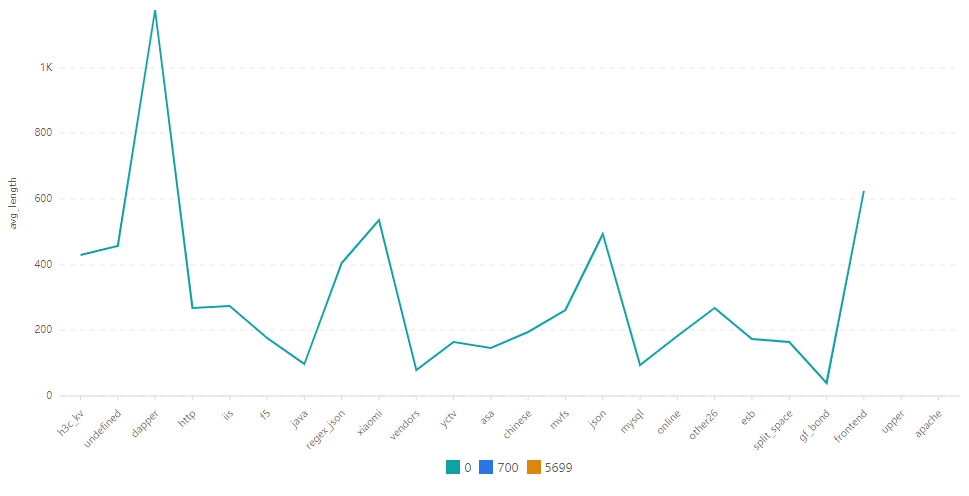 avg_length
1K
800
600
400
200
0
h3c_kv
undefined
dapper
http
iis
f5
java
regex_json
xiaomi
vendors
yctv
asa
chinese
mvfs
json
mysql
online
other26
esb
split_space
gf_bond
frontend
upper
apache
0 700 5699